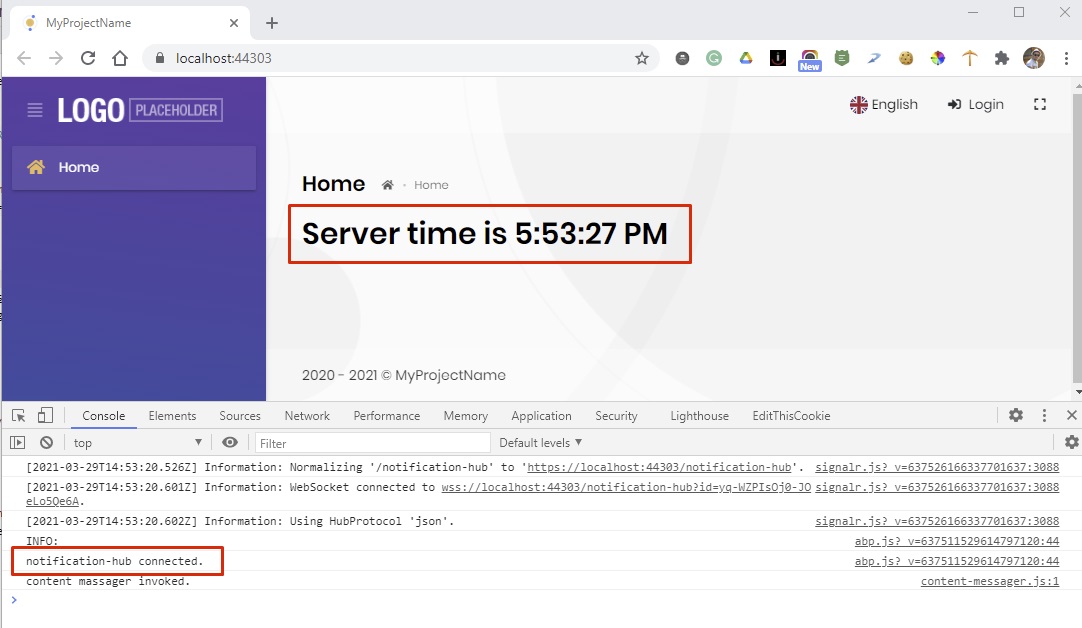 MyProjectName
localhost:44303
New
LOGO PLACEHOLDER
English
Login
Home
Home
Home
Server time is 5:53:27 PM
2020 - 2021 © MyProjectName
Console Elements Sources Network Performance Memory Application Security Lighthouse EditThisCookie
top
Filter
Default levels
[2021-03-29T14:53:20.526Z] Information: Normalizing '/notification-hub' to 'https://localhost:44303/notification-hub'. signalr.js?_v=637526166337701637:3088
[2021-03-29T14:53:20.601Z] Information: WebSocket connected to wss://localhost:44303/notification-hub?id=yq-WZPIsOj0-JO signalr.js?_v=637526166337701637:3088
eLo5Qe6A.
[2021-03-29T14:53:20.602Z] Information: Using HubProtocol 'json'. signalr.js?_v=637526166337701637:3088
INFO: abp.js?_v=637511529614797120:44
notification-hub connected. abp.js?_v=637511529614797120:44
content massager invoked. content-messager.js:1